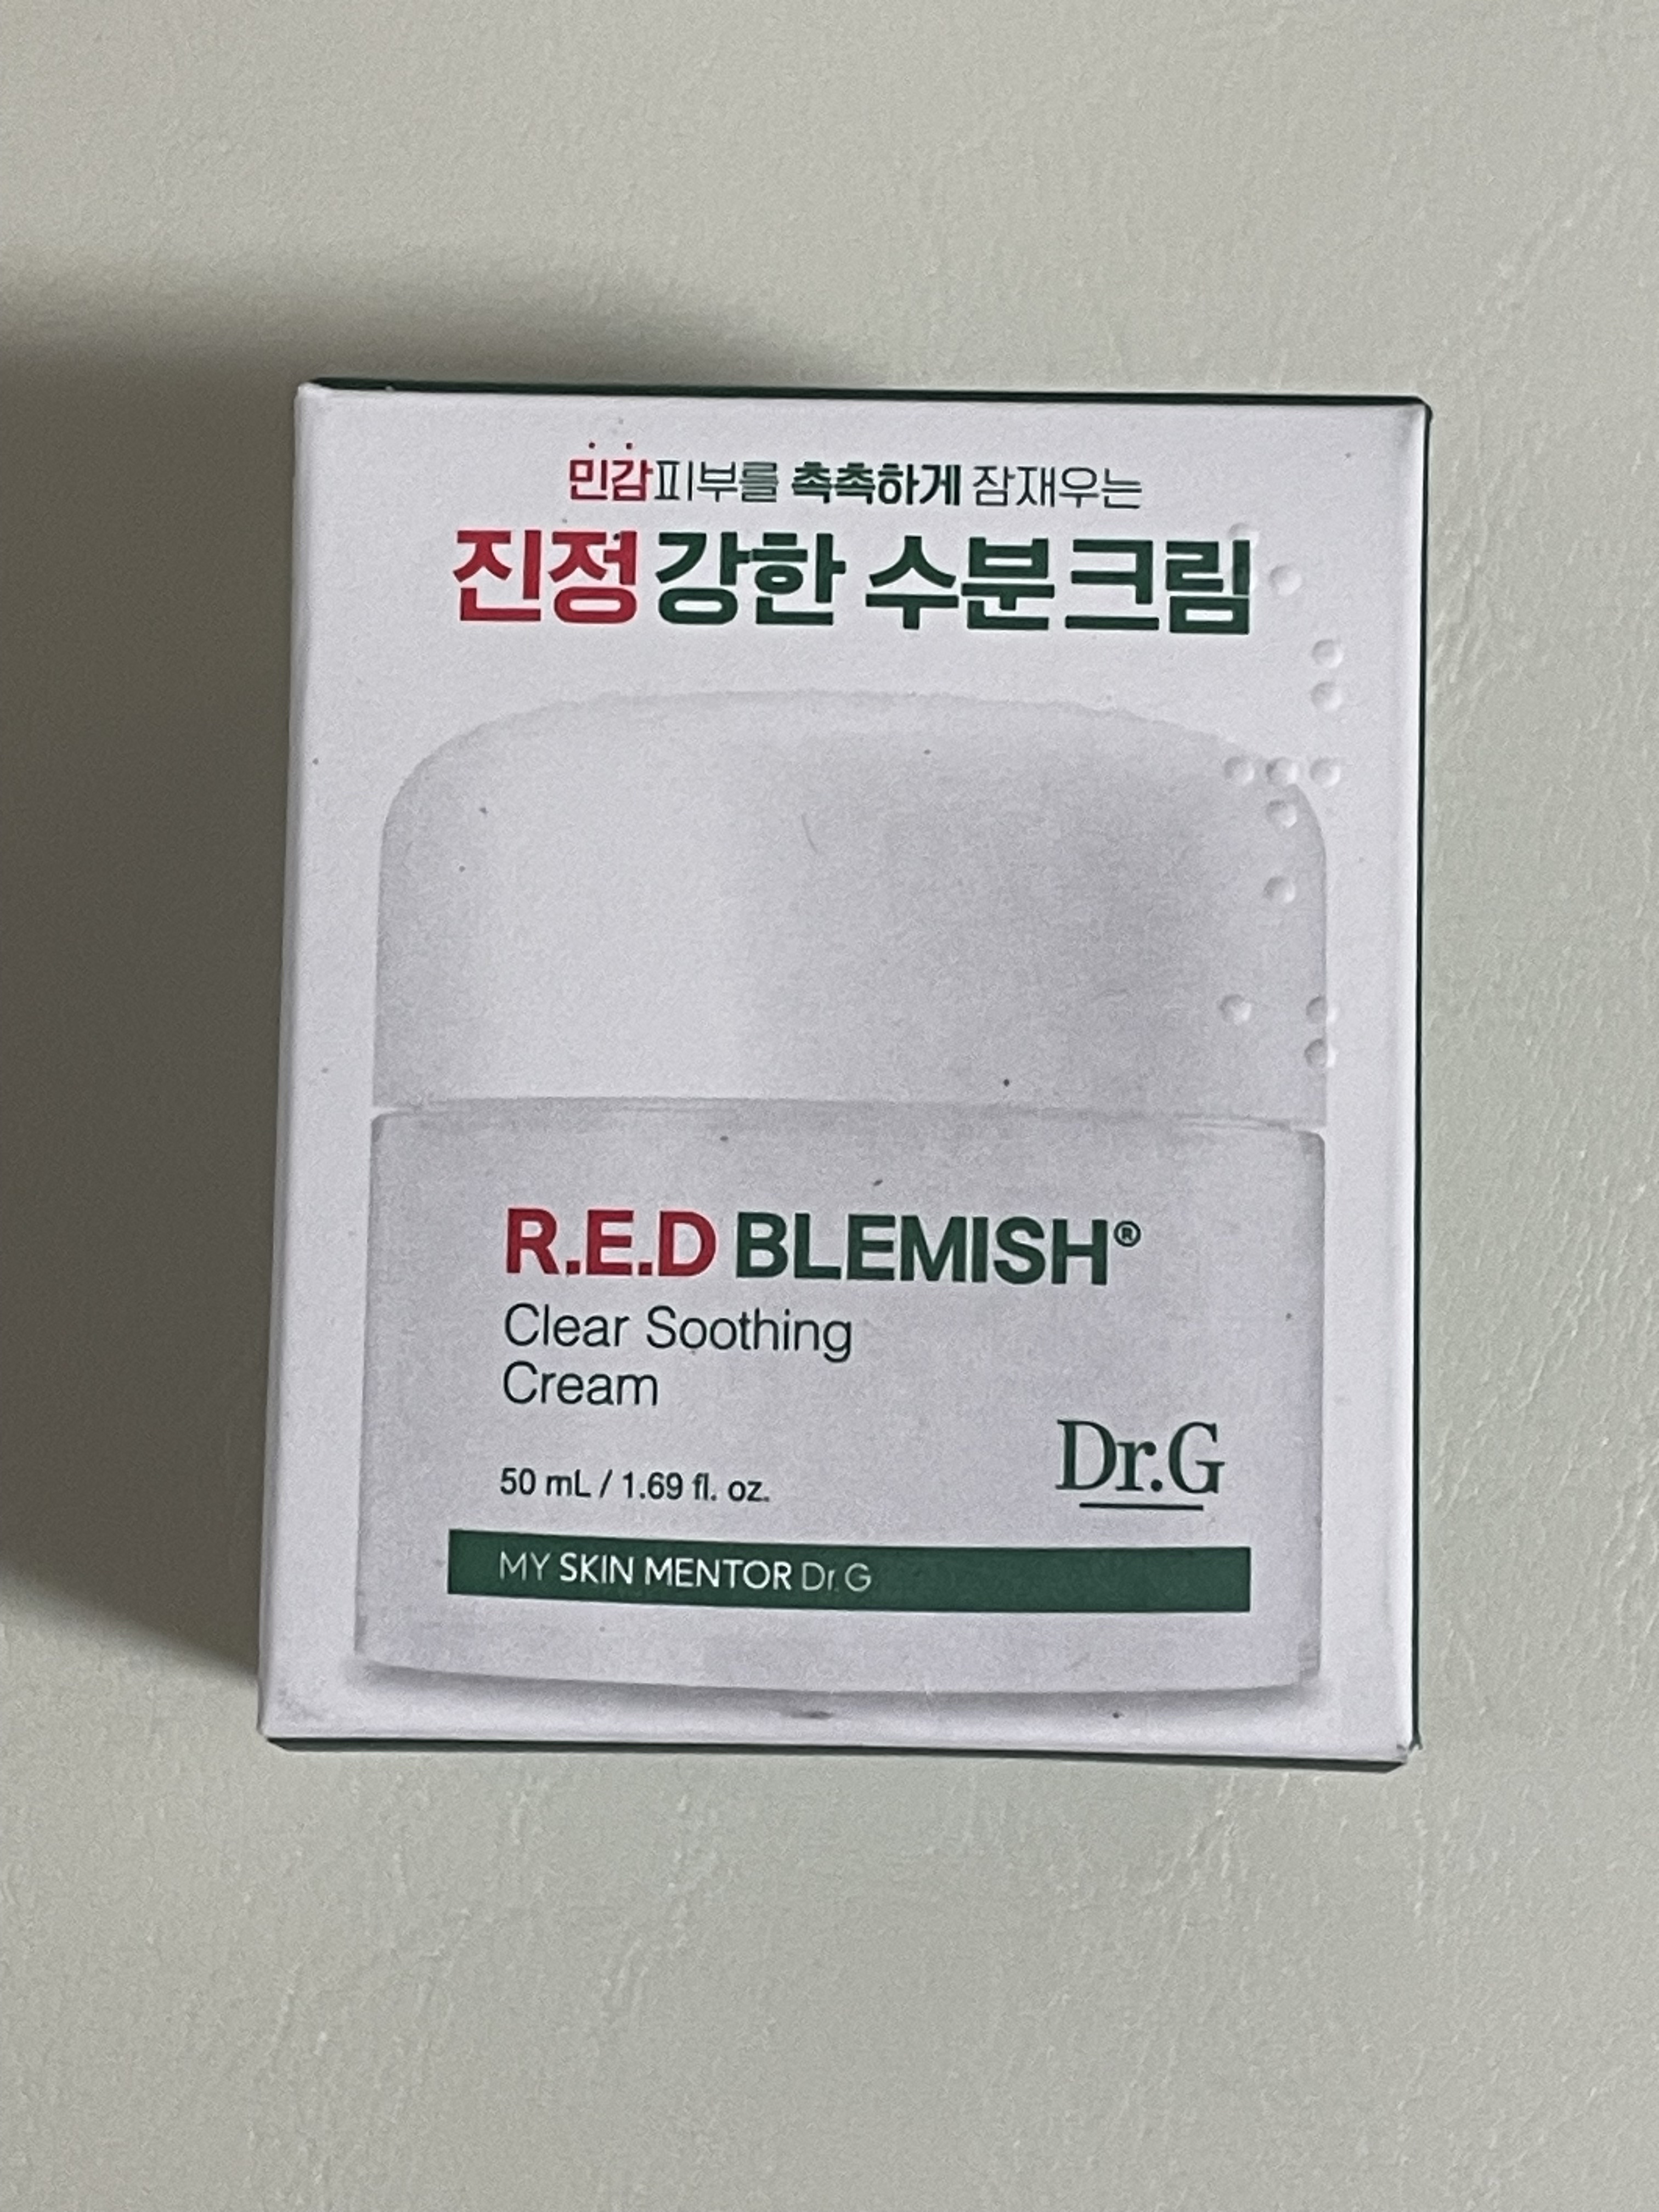 민감피부를 촉촉하게 잠재우는
진정 강한 수분크림
R.E.D BLEMISH®
Clear Soothing
Cream
50 mL / 1.69 fl. oz.
Dr.G
MY SKIN MENTOR Dr.G